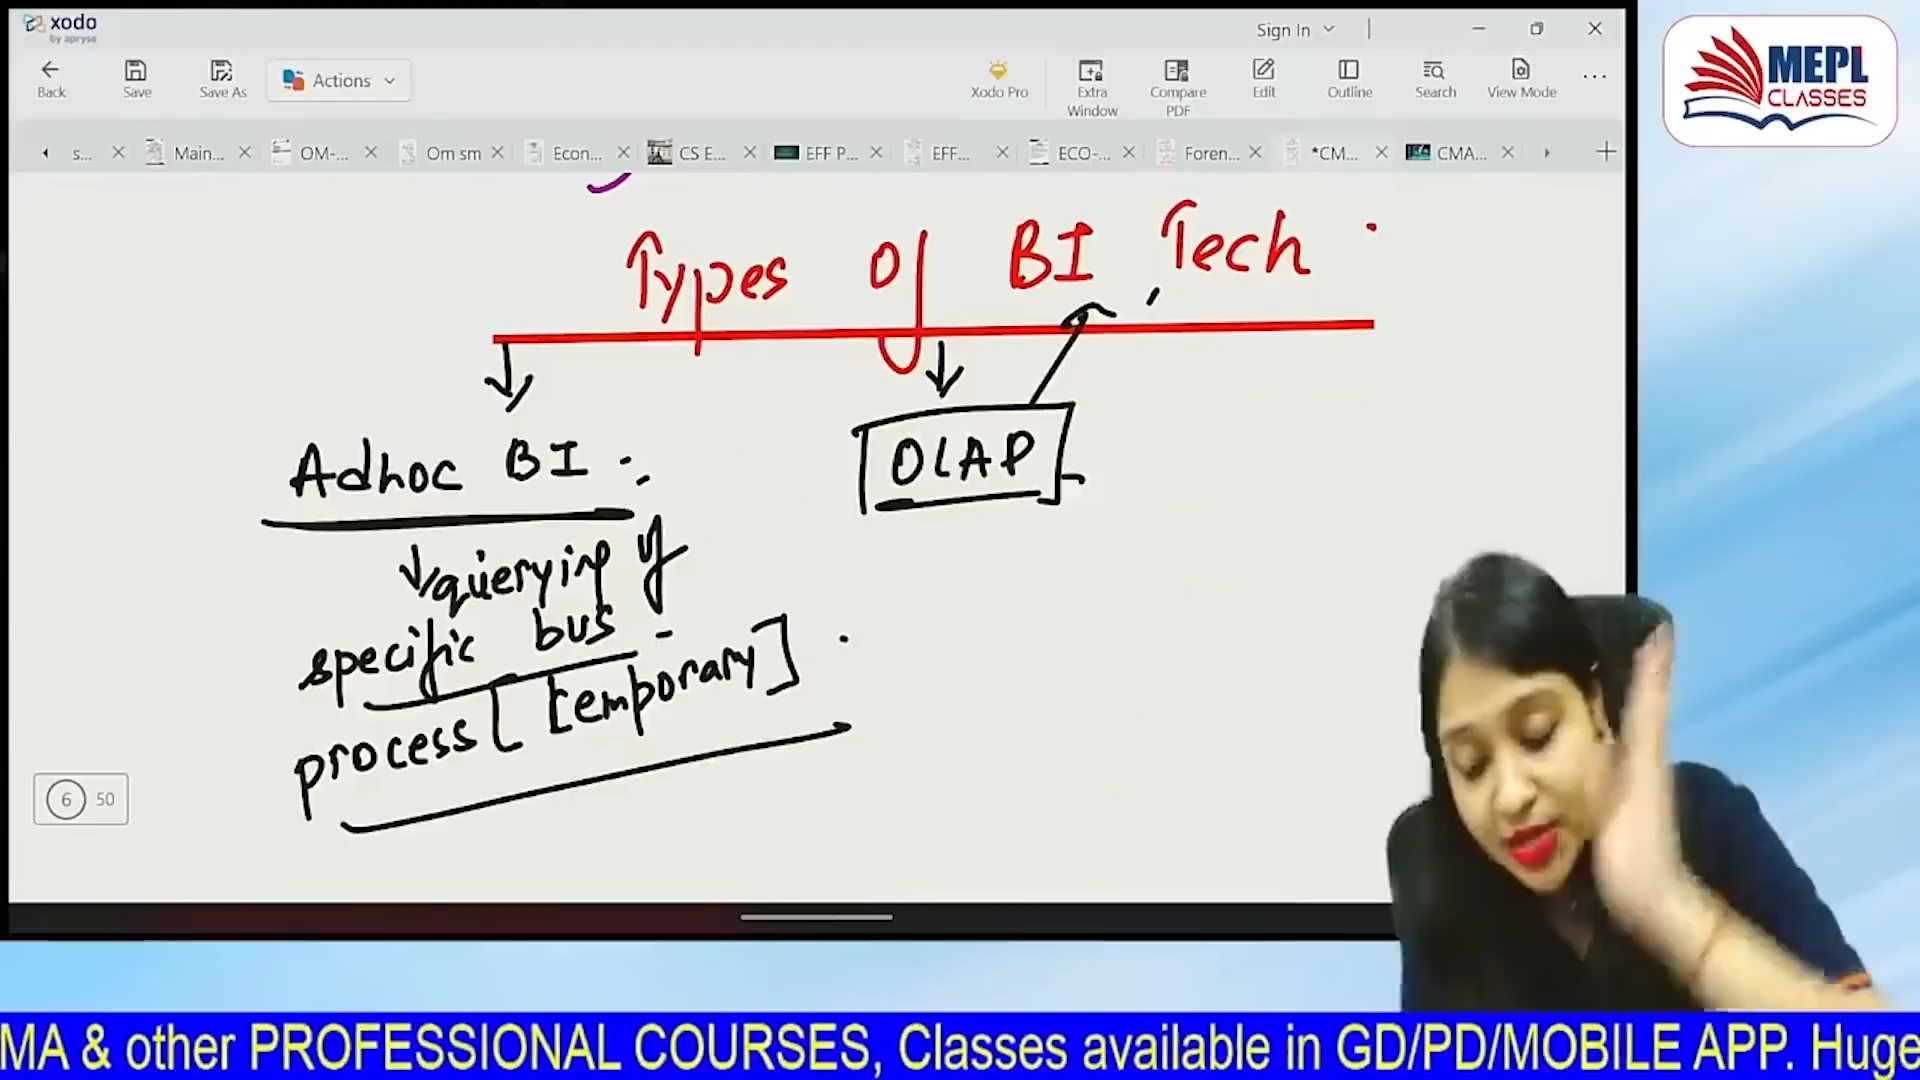 xodo
by apryse
Sign In
Back
Save
Save As
Actions
Xodo Pro
Extra Window
Compare PDF
Edit
Outline
Search
View Mode
s...
Main...
OM-...
Om sm
Econ...
CS E...
EFF P...
EFF...
ECO-...
Foren...
*CM...
CMA...
MEPL
CLASSES
Types Of BI Tech.
Adhoc BI :
OLAP
querying of
specific bus
process [temporary]
6 50
MA & other PROFESSIONAL COURSES, Classes available in GD/PD/MOBILE APP. Huge